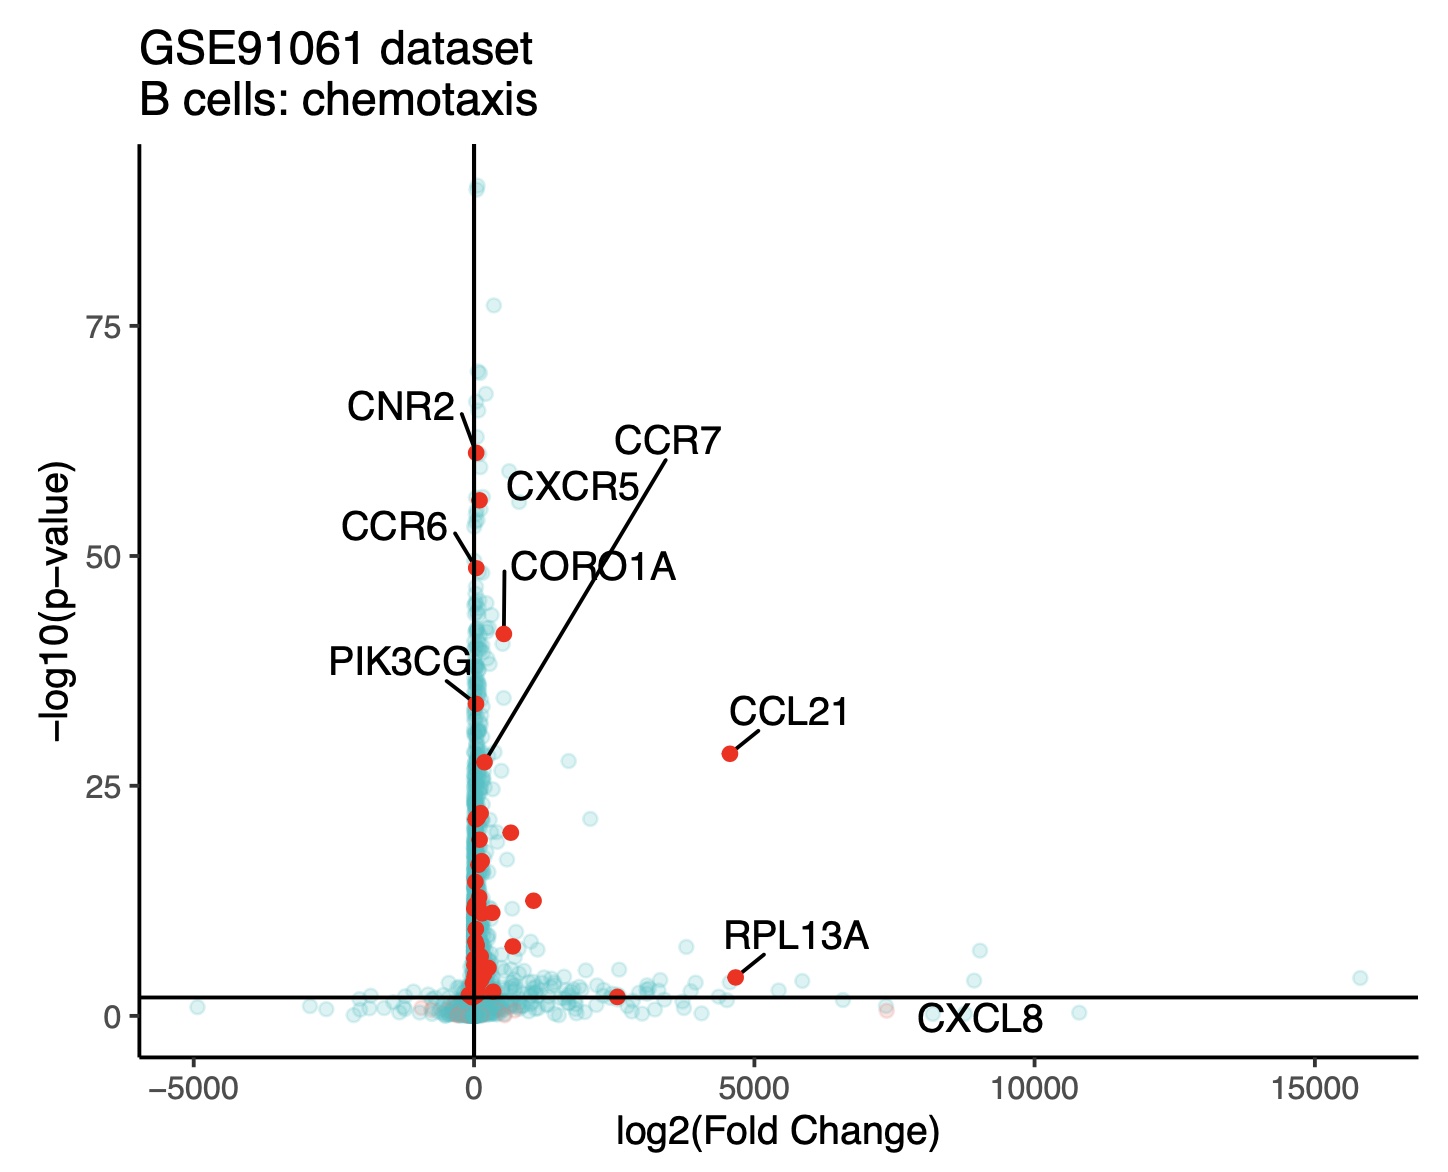 GSE91061 dataset
B cells: chemotaxis
75
50
25
0
−log10(p−value)
CNR2
CCR7
CXCR5
CCR6
CORO1A
PIK3CG
CCL21
RPL13A
CXCL8
−5000
0
5000
10000
15000
log2(Fold Change)